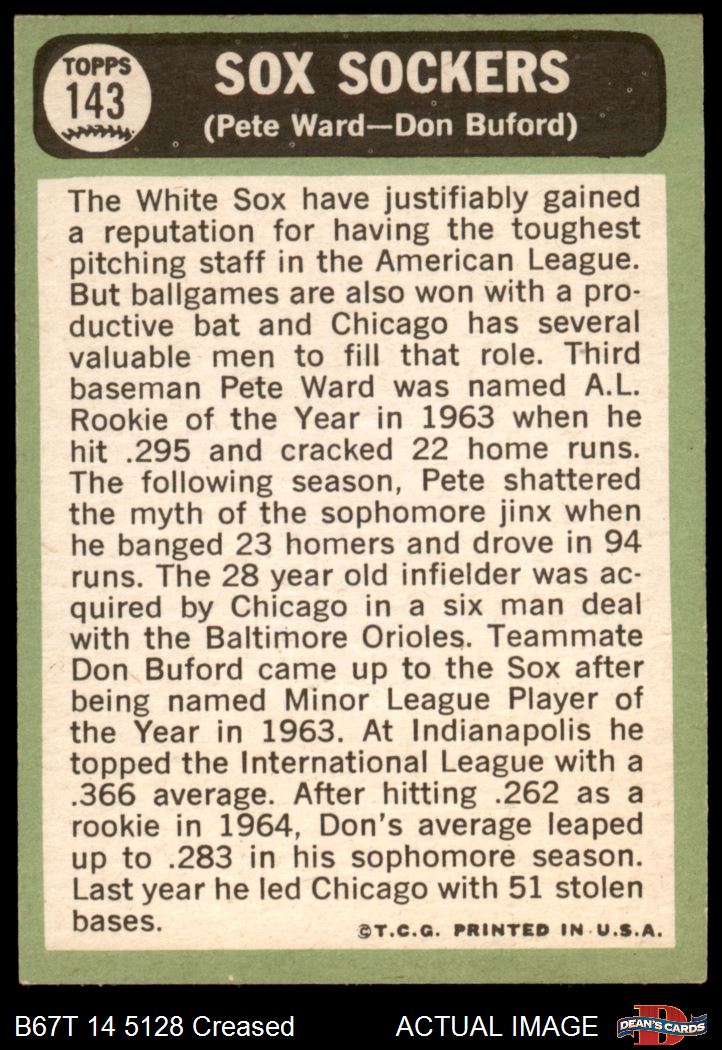 TOPPS
143
SOX SOCKERS
(Pete Ward—Don Buford)
The White Sox have justifiably gained
a reputation for having the toughest
pitching staff in the American League.
But ballgames are also won with a pro-
ductive bat and Chicago has several
valuable men to fill that role. Third
baseman Pete Ward was named A.L.
Rookie of the Year in 1963 when he
hit .295 and cracked 22 home runs.
The following season, Pete shattered
the myth of the sophomore jinx when
he banged 23 homers and drove in 94
runs. The 28 year old infielder was ac-
quired by Chicago in a six man deal
with the Baltimore Orioles. Teammate
Don Buford came up to the Sox after
being named Minor League Player of
the Year in 1963. At Indianapolis he
topped the International League with a
.366 average. After hitting .262 as a
rookie in 1964, Don's average leaped
up to .283 in his sophomore season.
Last year he led Chicago with 51 stolen
bases.
©T.C.G. PRINTED IN U.S.A.
B67T 14 5128 Creased
ACTUAL IMAGE
D
DEAN'S CARDS